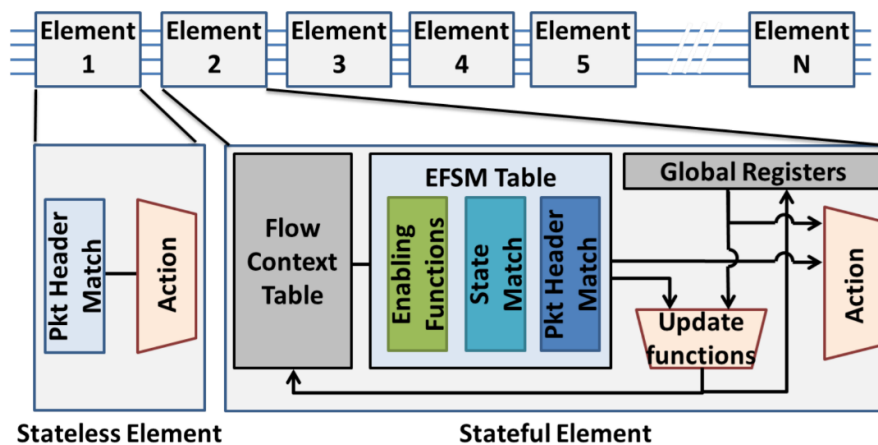 Element
1
Element
2
Element
3
Element
4
Element
5
Element
N
Pkt Header
Match
Action
Stateless Element
Flow
Context
Table
EFSM Table
Enabling
Functions
State
Match
Pkt Header
Match
Global Registers
Update
functions
Action
Stateful Element